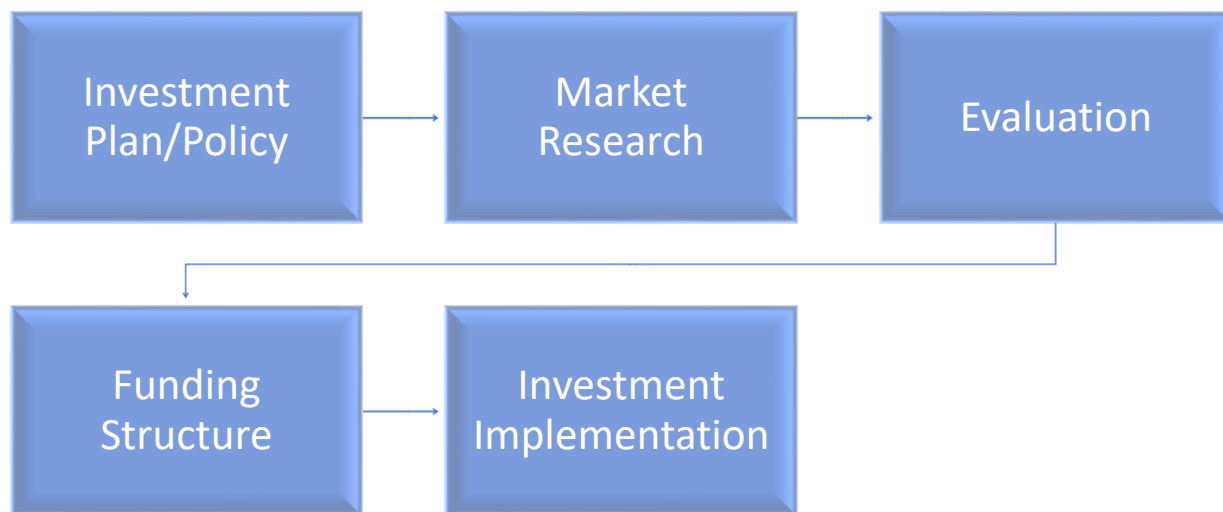 Investment
Plan/Policy
Market
Research
Evaluation
Funding
Structure
Investment
Implementation